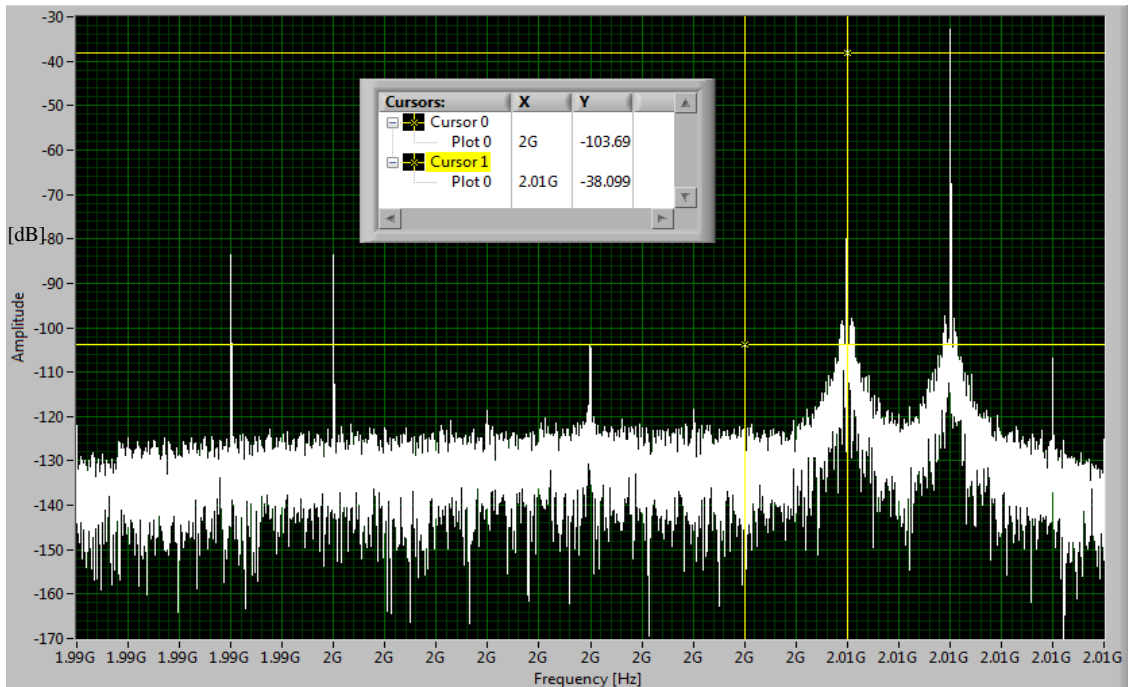 -30
-40
-50
-60
-70
[dB]
-80
-90
-100
-110
-120
-130
-140
-150
-160
-170
Amplitude
Cursors: X Y
Cursor 0
Plot 0 2G -103.69
Cursor 1
Plot 0 2.01G -38.099
1.99G 1.99G 1.99G 1.99G 1.99G 2G 2G 2G 2G 2G 2G 2G 2G 2G 2G 2.01G 2.01G 2.01G 2.01G 2.01G 2.01G
Frequency [Hz]